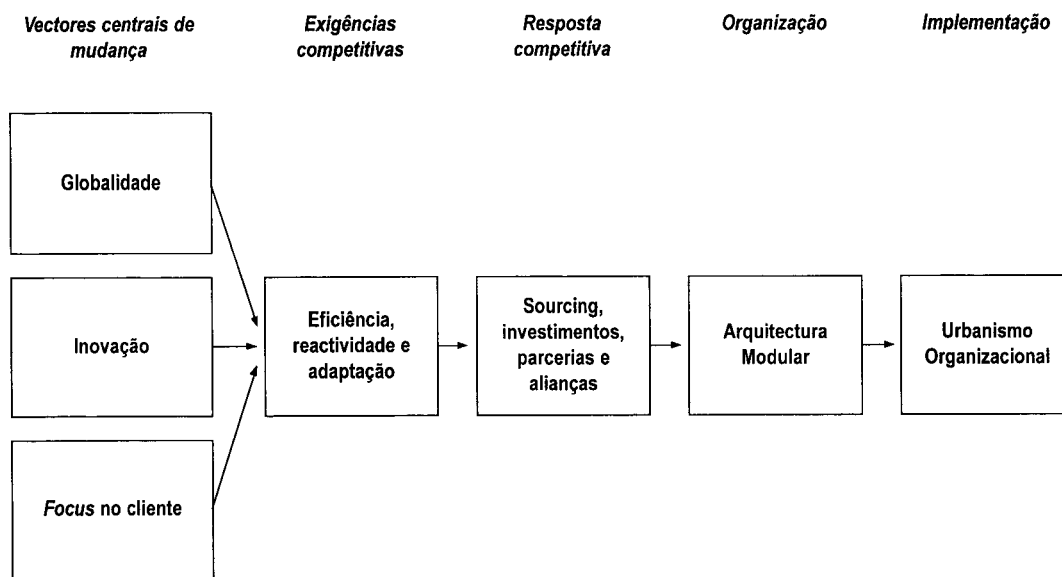 Vectores centrais de
mudança
Exigências
competitivas
Resposta
competitiva
Organização
Implementação
Globalidade
Inovação
Focus no cliente
Eficiência,
reactividade e
adaptação
Sourcing,
investimentos,
parcerias e
alianças
Arquitectura
Modular
Urbanismo
Organizacional